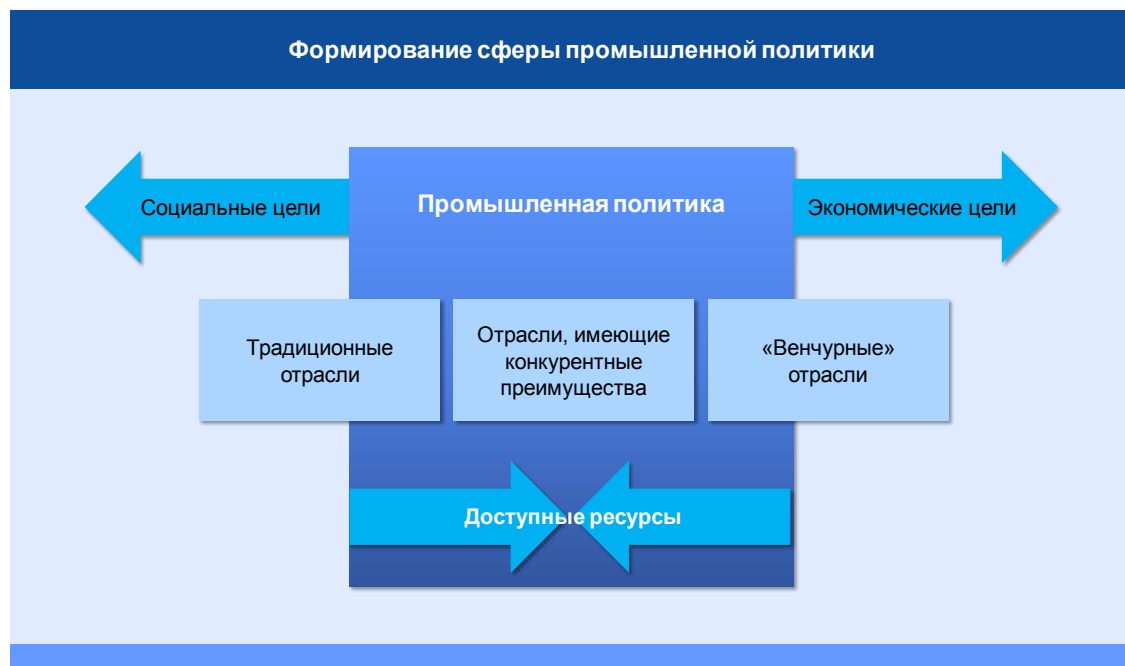 Формирование сферы промышленной политики
Социальные цели
Промышленная политика
Экономические цели
Традиционные
отрасли
Отрасли, имеющие
конкурентные
преимущества
«Венчурные»
отрасли
Доступные ресурсы